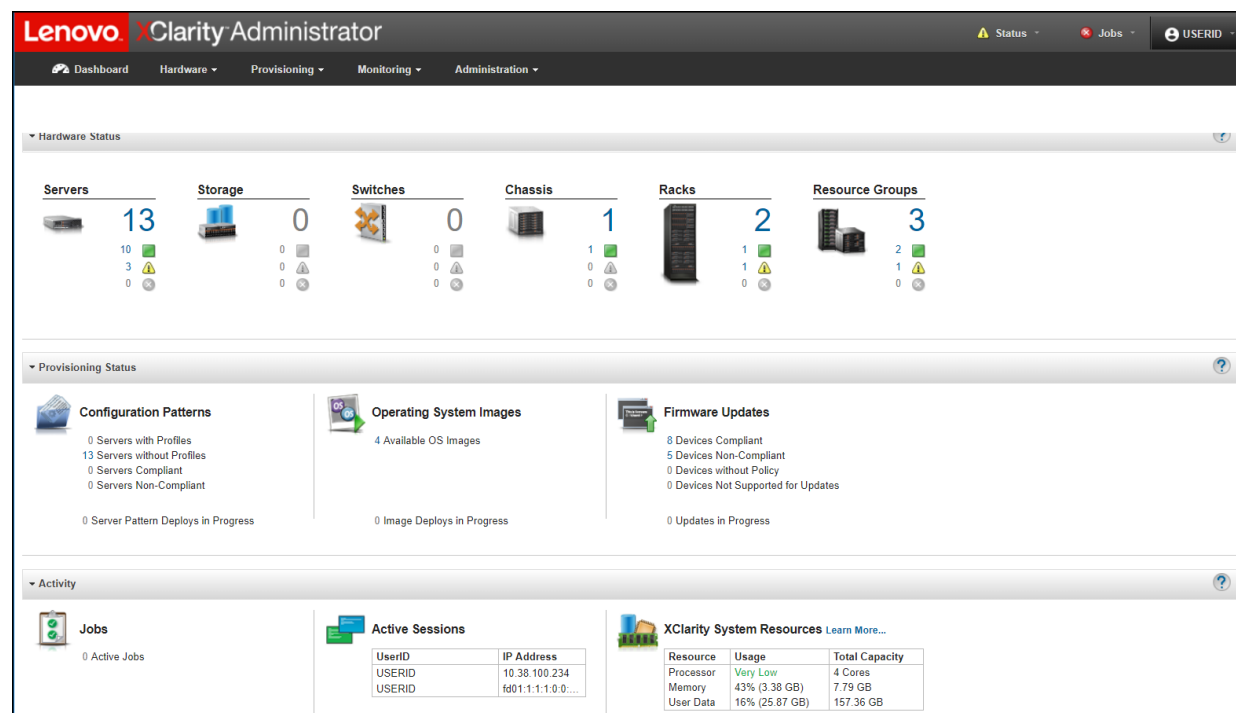 Lenovo. XClarity Administrator
Status
Jobs
USERID
Dashboard
Hardware
Provisioning
Monitoring
Administration
Hardware Status
?
Servers
13
10
3
0
Storage
0
0
0
0
Switches
0
0
0
0
Chassis
1
1
0
0
Racks
2
1
1
0
Resource Groups
3
2
1
0
Provisioning Status
?
Configuration Patterns
0 Servers with Profiles
13 Servers without Profiles
0 Servers Compliant
0 Servers Non-Compliant
0 Server Pattern Deploys in Progress
OS
OS
Operating System Images
4 Available OS Images
0 Image Deploys in Progress
Firmware Updates
8 Devices Compliant
5 Devices Non-Compliant
0 Devices without Policy
0 Devices Not Supported for Updates
0 Updates in Progress
Activity
?
Jobs
0 Active Jobs
Active Sessions
UserID IP Address
USERID 10.38.100.234
USERID fd01:1:1:1:0:0:...
XClarity System Resources Learn More...
Resource Usage Total Capacity
Processor Very Low 4 Cores
Memory 43% (3.38 GB) 7.79 GB
User Data 16% (25.87 GB) 157.36 GB